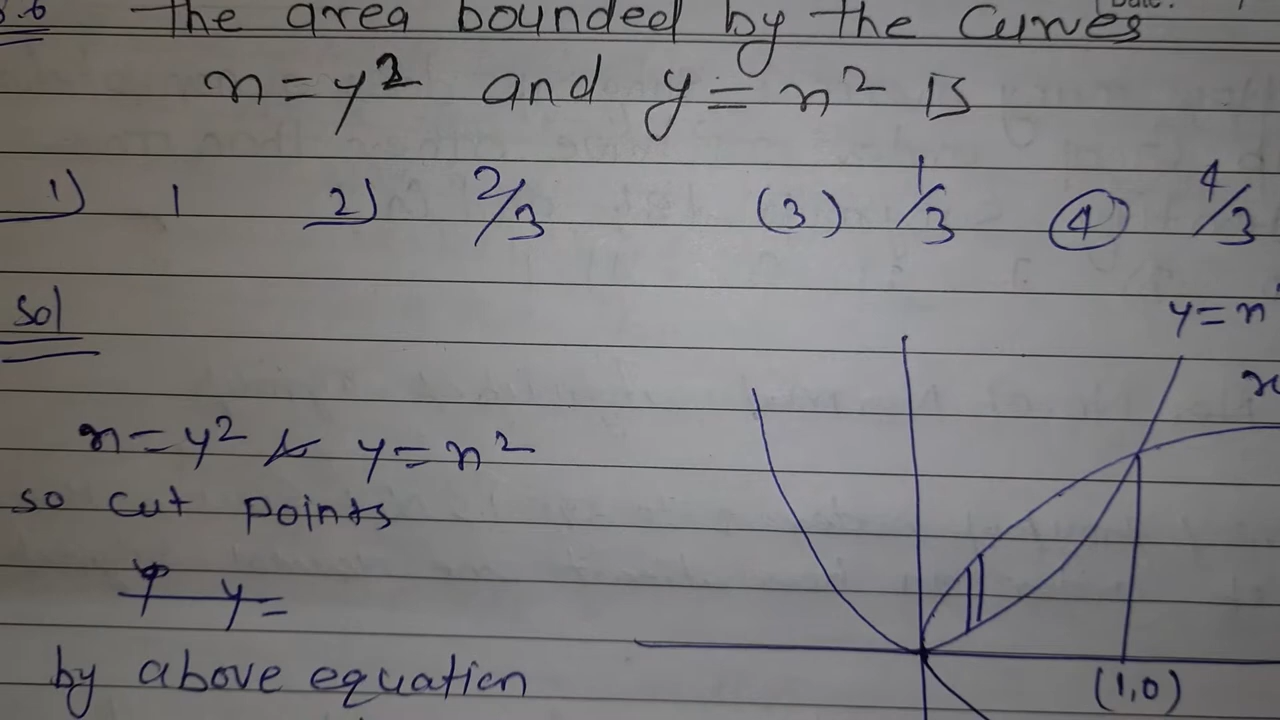 The area bounded by the Curves
x = y² and y = x² is
1) 1 2) 2/3 (3) 1/3 (4) 4/3
Sol
y = x
x
x = y² & y = x²
so cut points
y =
by above equation
(1,0)